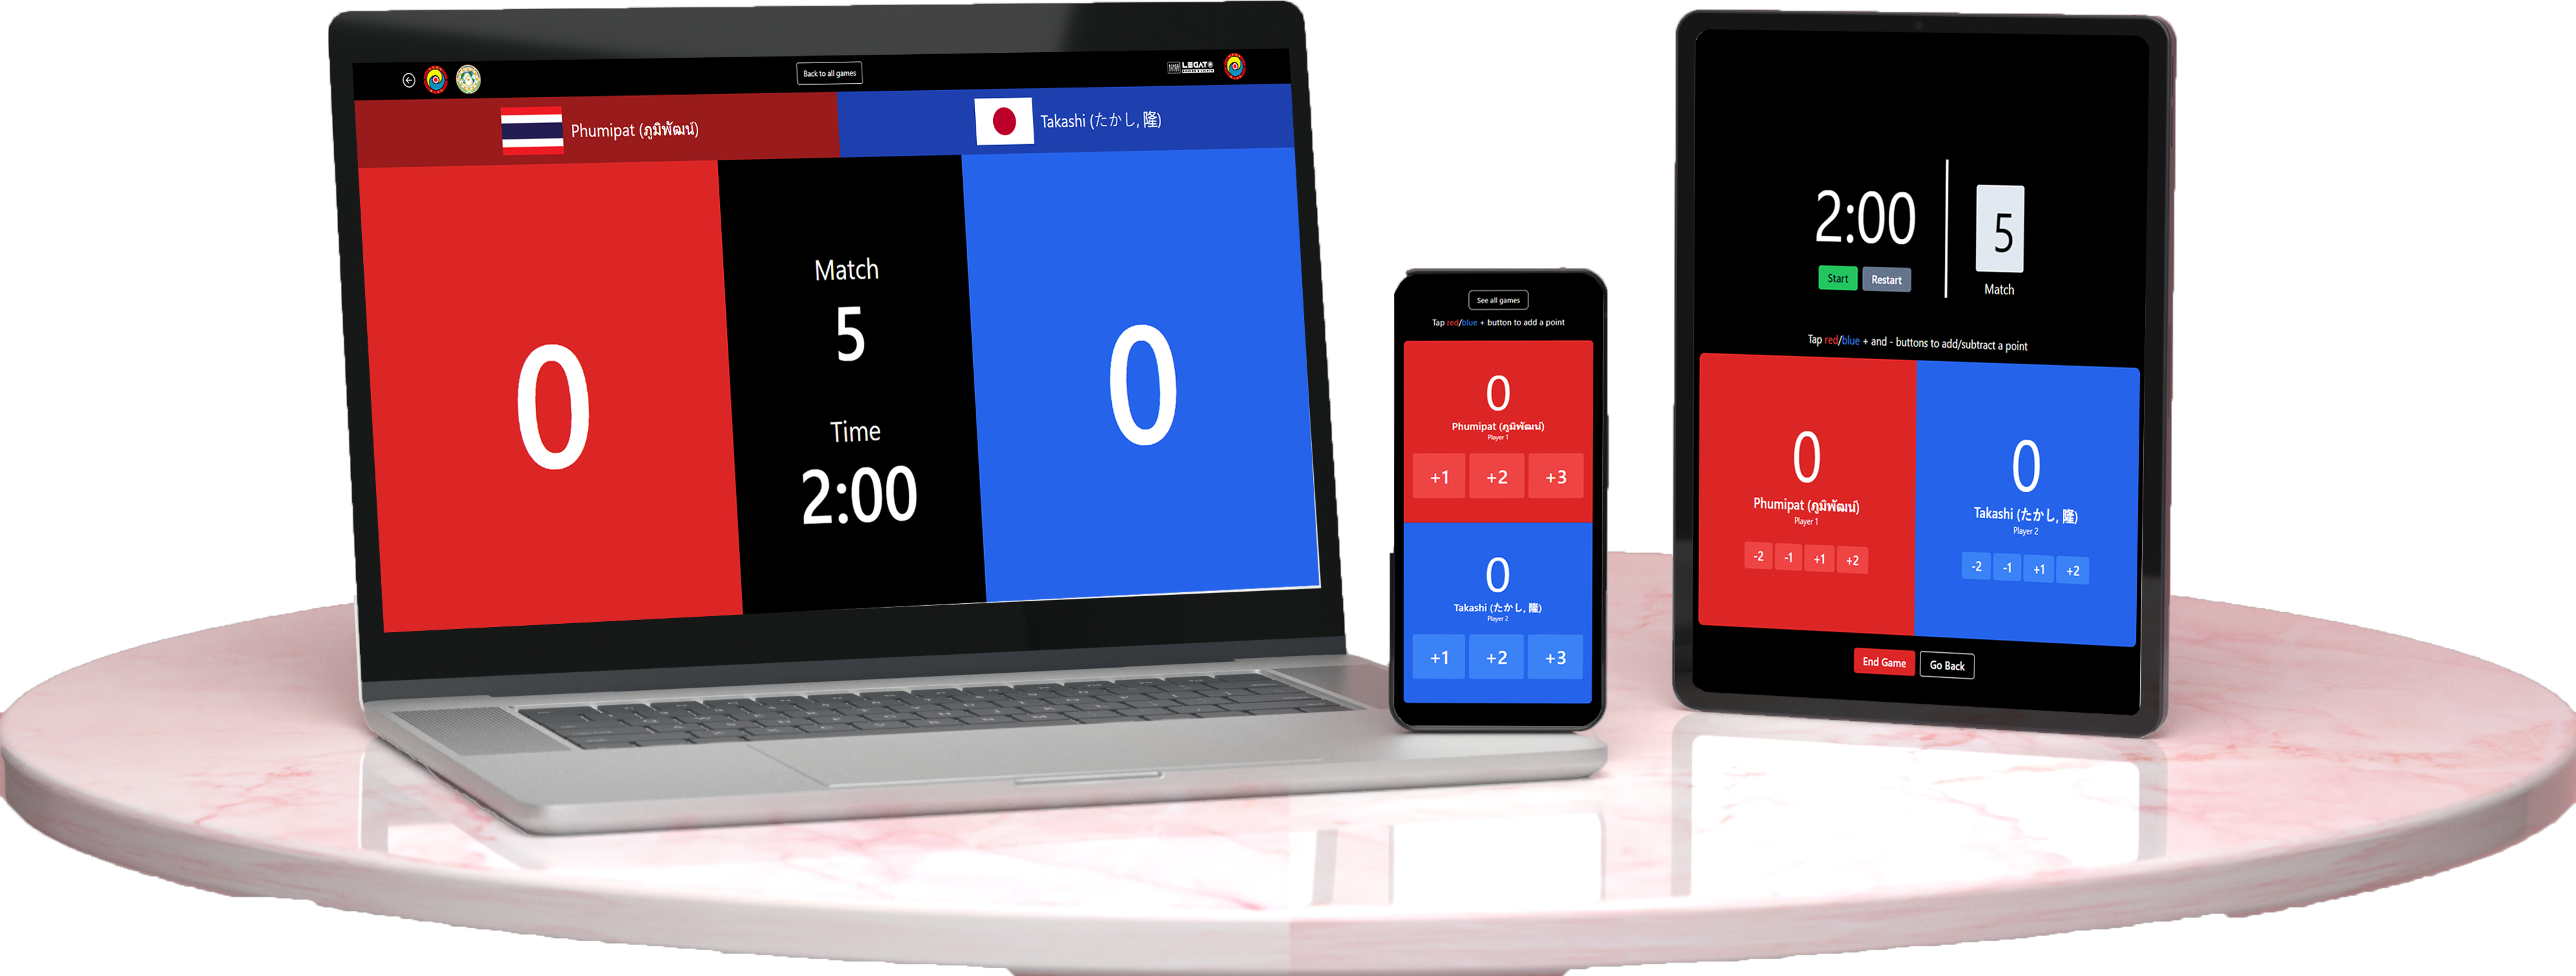 Back to all games
LEGATO
Phumipat (ภูมิพัฒน์)
Takashi (たかし, 隆)
0
Match
5
Time
2:00
0
See all games
Tap red/blue + button to add a point
0
Phumipat (ภูมิพัฒน์)
Player 1
+1 +2 +3
0
Takashi (たかし, 隆)
Player 2
+1 +2 +3
2:00
Start Restart
5
Match
Tap red/blue + and - buttons to add/subtract a point
0
Phumipat (ภูมิพัฒน์)
Player 1
-2 -1 +1 +2
0
Takashi (たかし, 隆)
Player 2
-2 -1 +1 +2
End Game Go Back